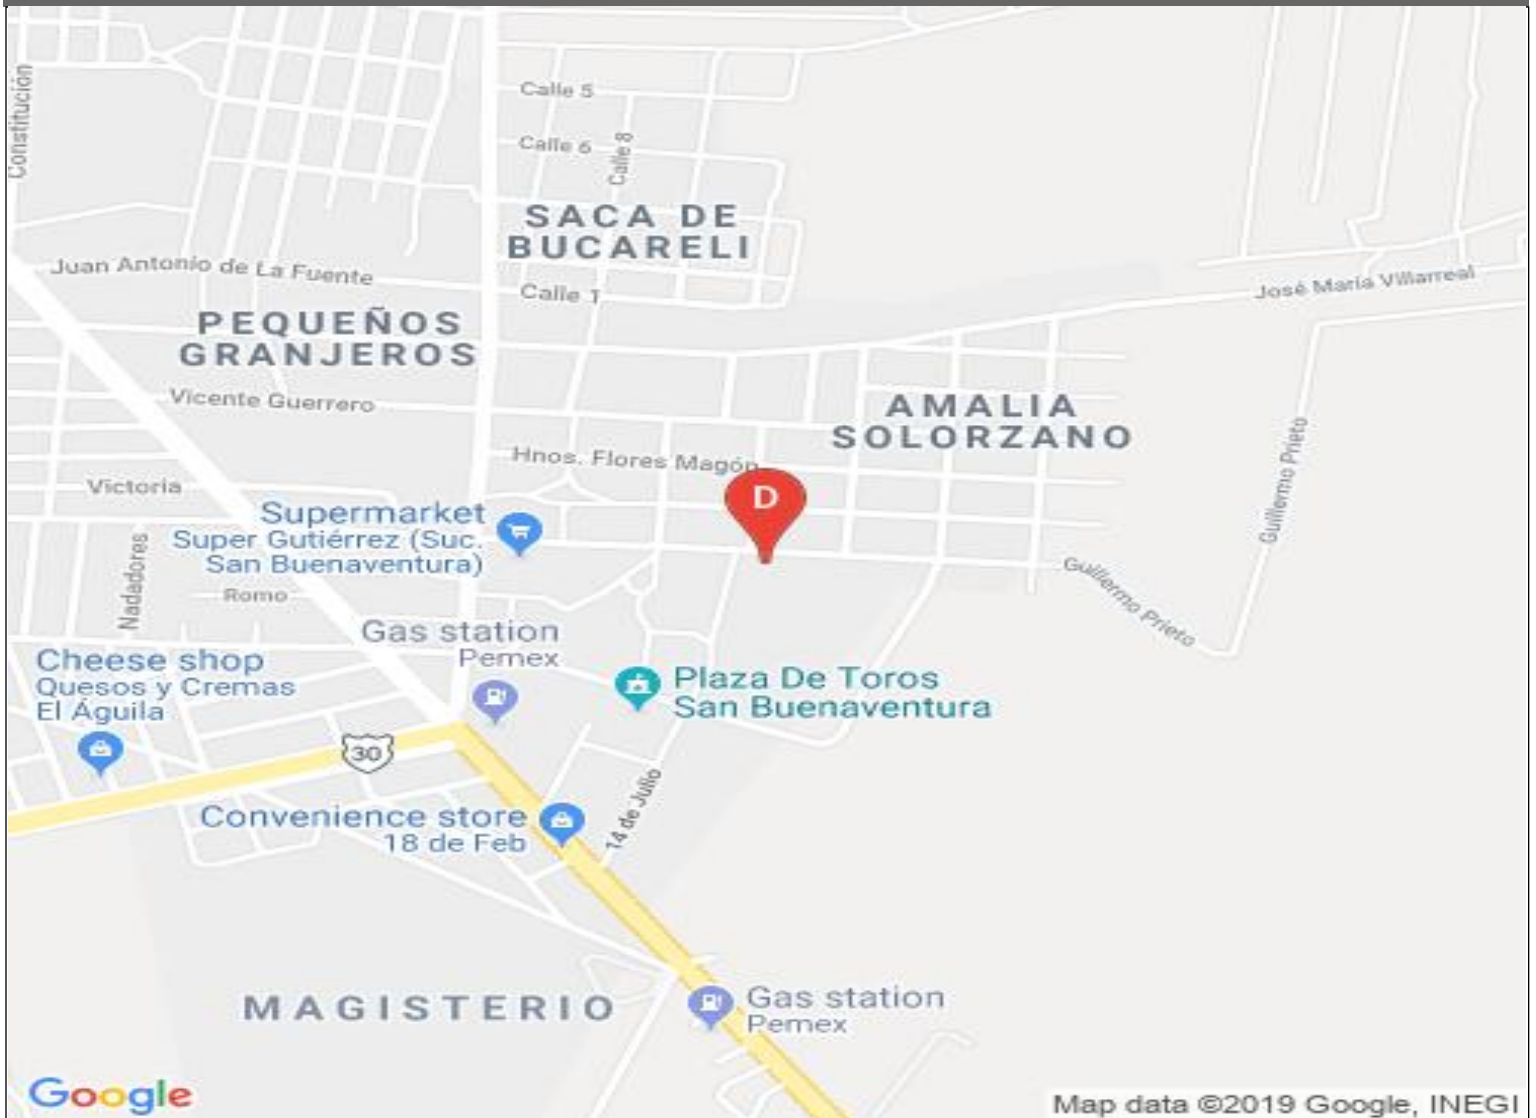 Constitución
Calle 5
Calle 6
Calle 8
SACA DE
BUCARELI
Juan Antonio de La Fuente
Calle 1
José María Villarreal
PEQUEÑOS
GRANJEROS
Vicente Guerrero
AMALIA
SOLORZANO
Hnos. Flores Magón
Guillermo Prieto
Victoria
D
Supermarket
Super Gutiérrez (Suc.
San Buenaventura)
Nadadores
Romo
Guillermo Prieto
Gas station
Pemex
Cheese shop
Quesos y Cremas
El Águila
Plaza De Toros
San Buenaventura
30
14 de Julio
Convenience store
18 de Feb
MAGISTERIO
Gas station
Pemex
Google
Map data ©2019 Google, INEGI